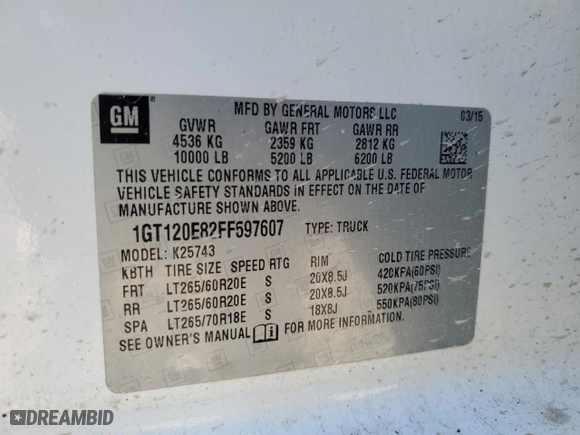 GM
MFD BY GENERAL MOTORS LLC 03/15
GVWR GAWR FRT GAWR RR
4536 KG 2359 KG 2812 KG
10000 LB 5200 LB 6200 LB
THIS VEHICLE CONFORMS TO ALL APPLICABLE U.S. FEDERAL MOTOR
VEHICLE SAFETY STANDARDS IN EFFECT ON THE DATE OF
MANUFACTURE SHOWN ABOVE.
1GT120E82FF597607 TYPE: TRUCK
MODEL: K25743
KBTH TIRE SIZE SPEED RTG RIM COLD TIRE PRESSURE
FRT LT265/60R20E S 20X8.5J 420KPA(60PSI)
RR LT265/60R20E S 20X8.5J 520KPA(75PSI)
SPA LT265/70R18E S 18X8J 550KPA(80PSI)
SEE OWNER'S MANUAL FOR MORE INFORMATION.
DREAMBID